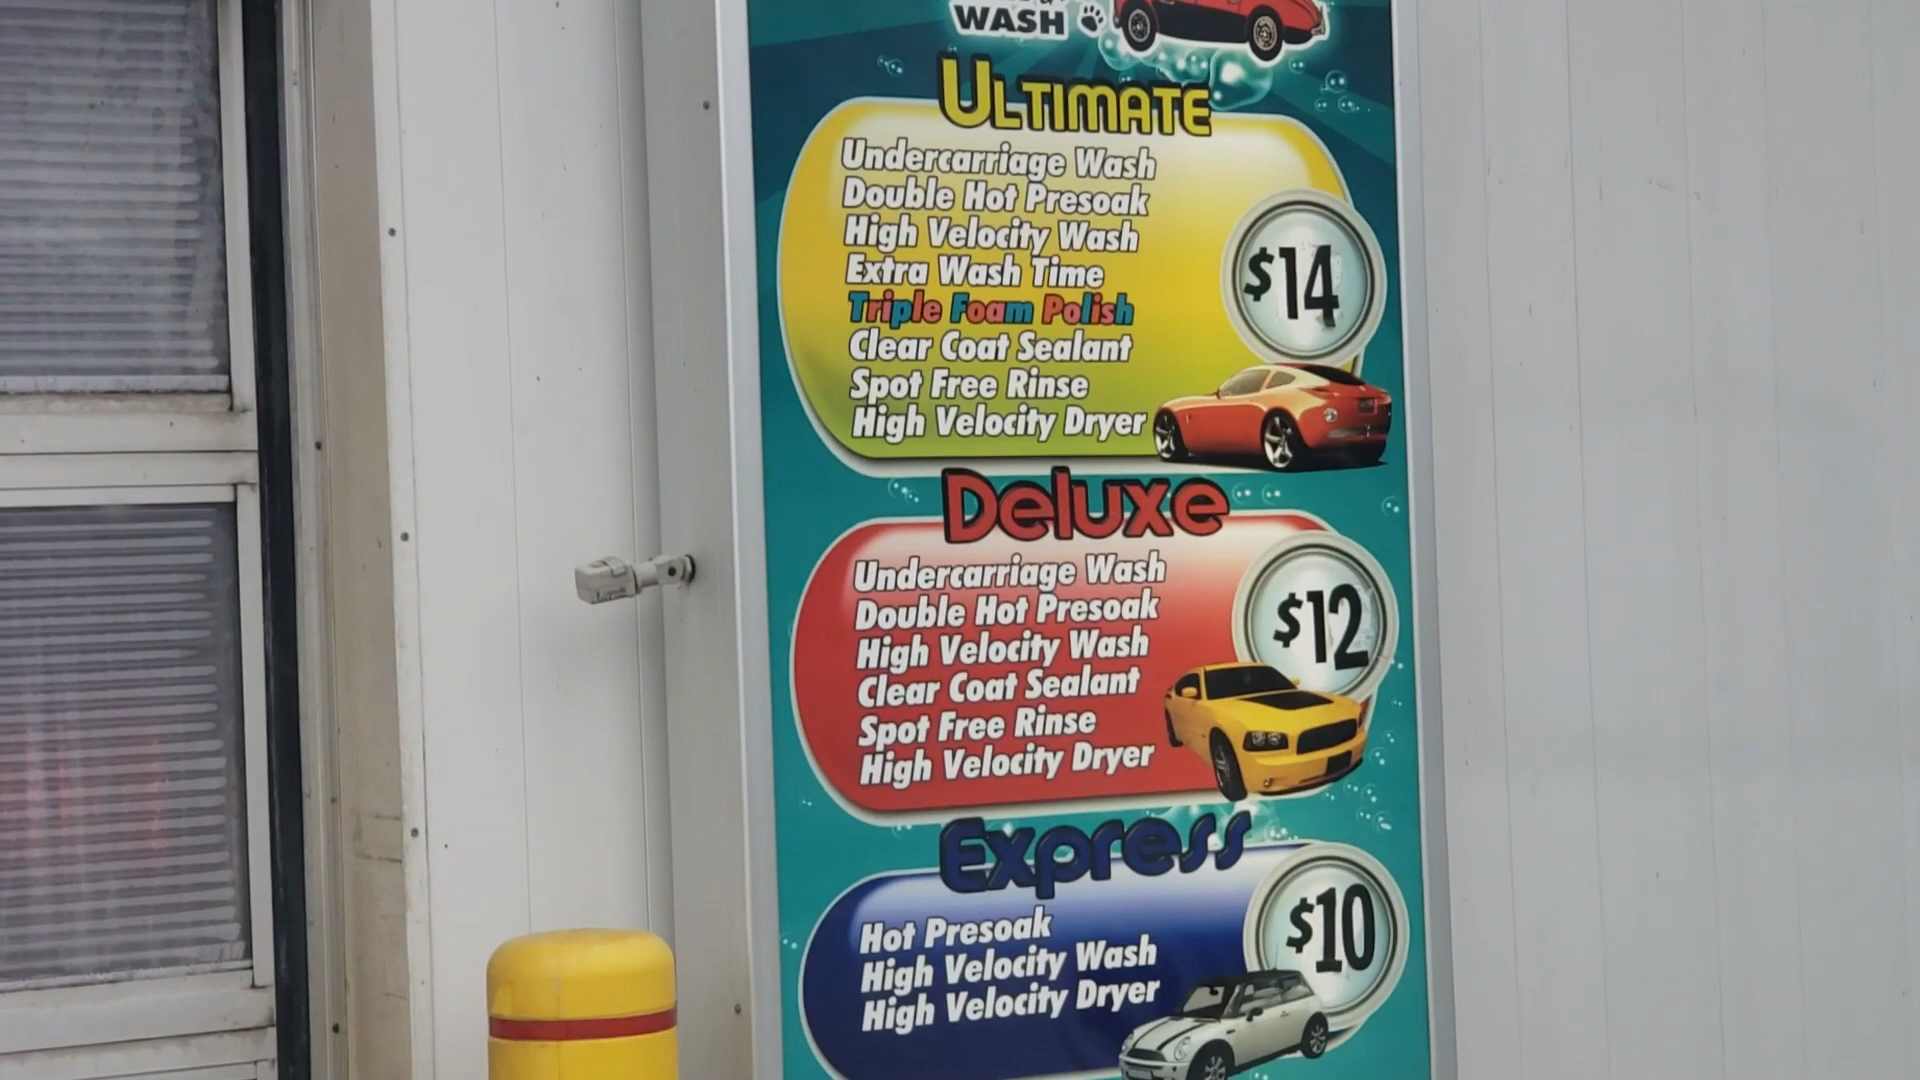 WASH
ULTIMATE
Undercarriage Wash
Double Hot Presoak
High Velocity Wash
Extra Wash Time
Triple Foam Polish
Clear Coat Sealant
Spot Free Rinse
High Velocity Dryer
$14
Deluxe
Undercarriage Wash
Double Hot Presoak
High Velocity Wash
Clear Coat Sealant
Spot Free Rinse
High Velocity Dryer
$12
Express
Hot Presoak
High Velocity Wash
High Velocity Dryer
$10